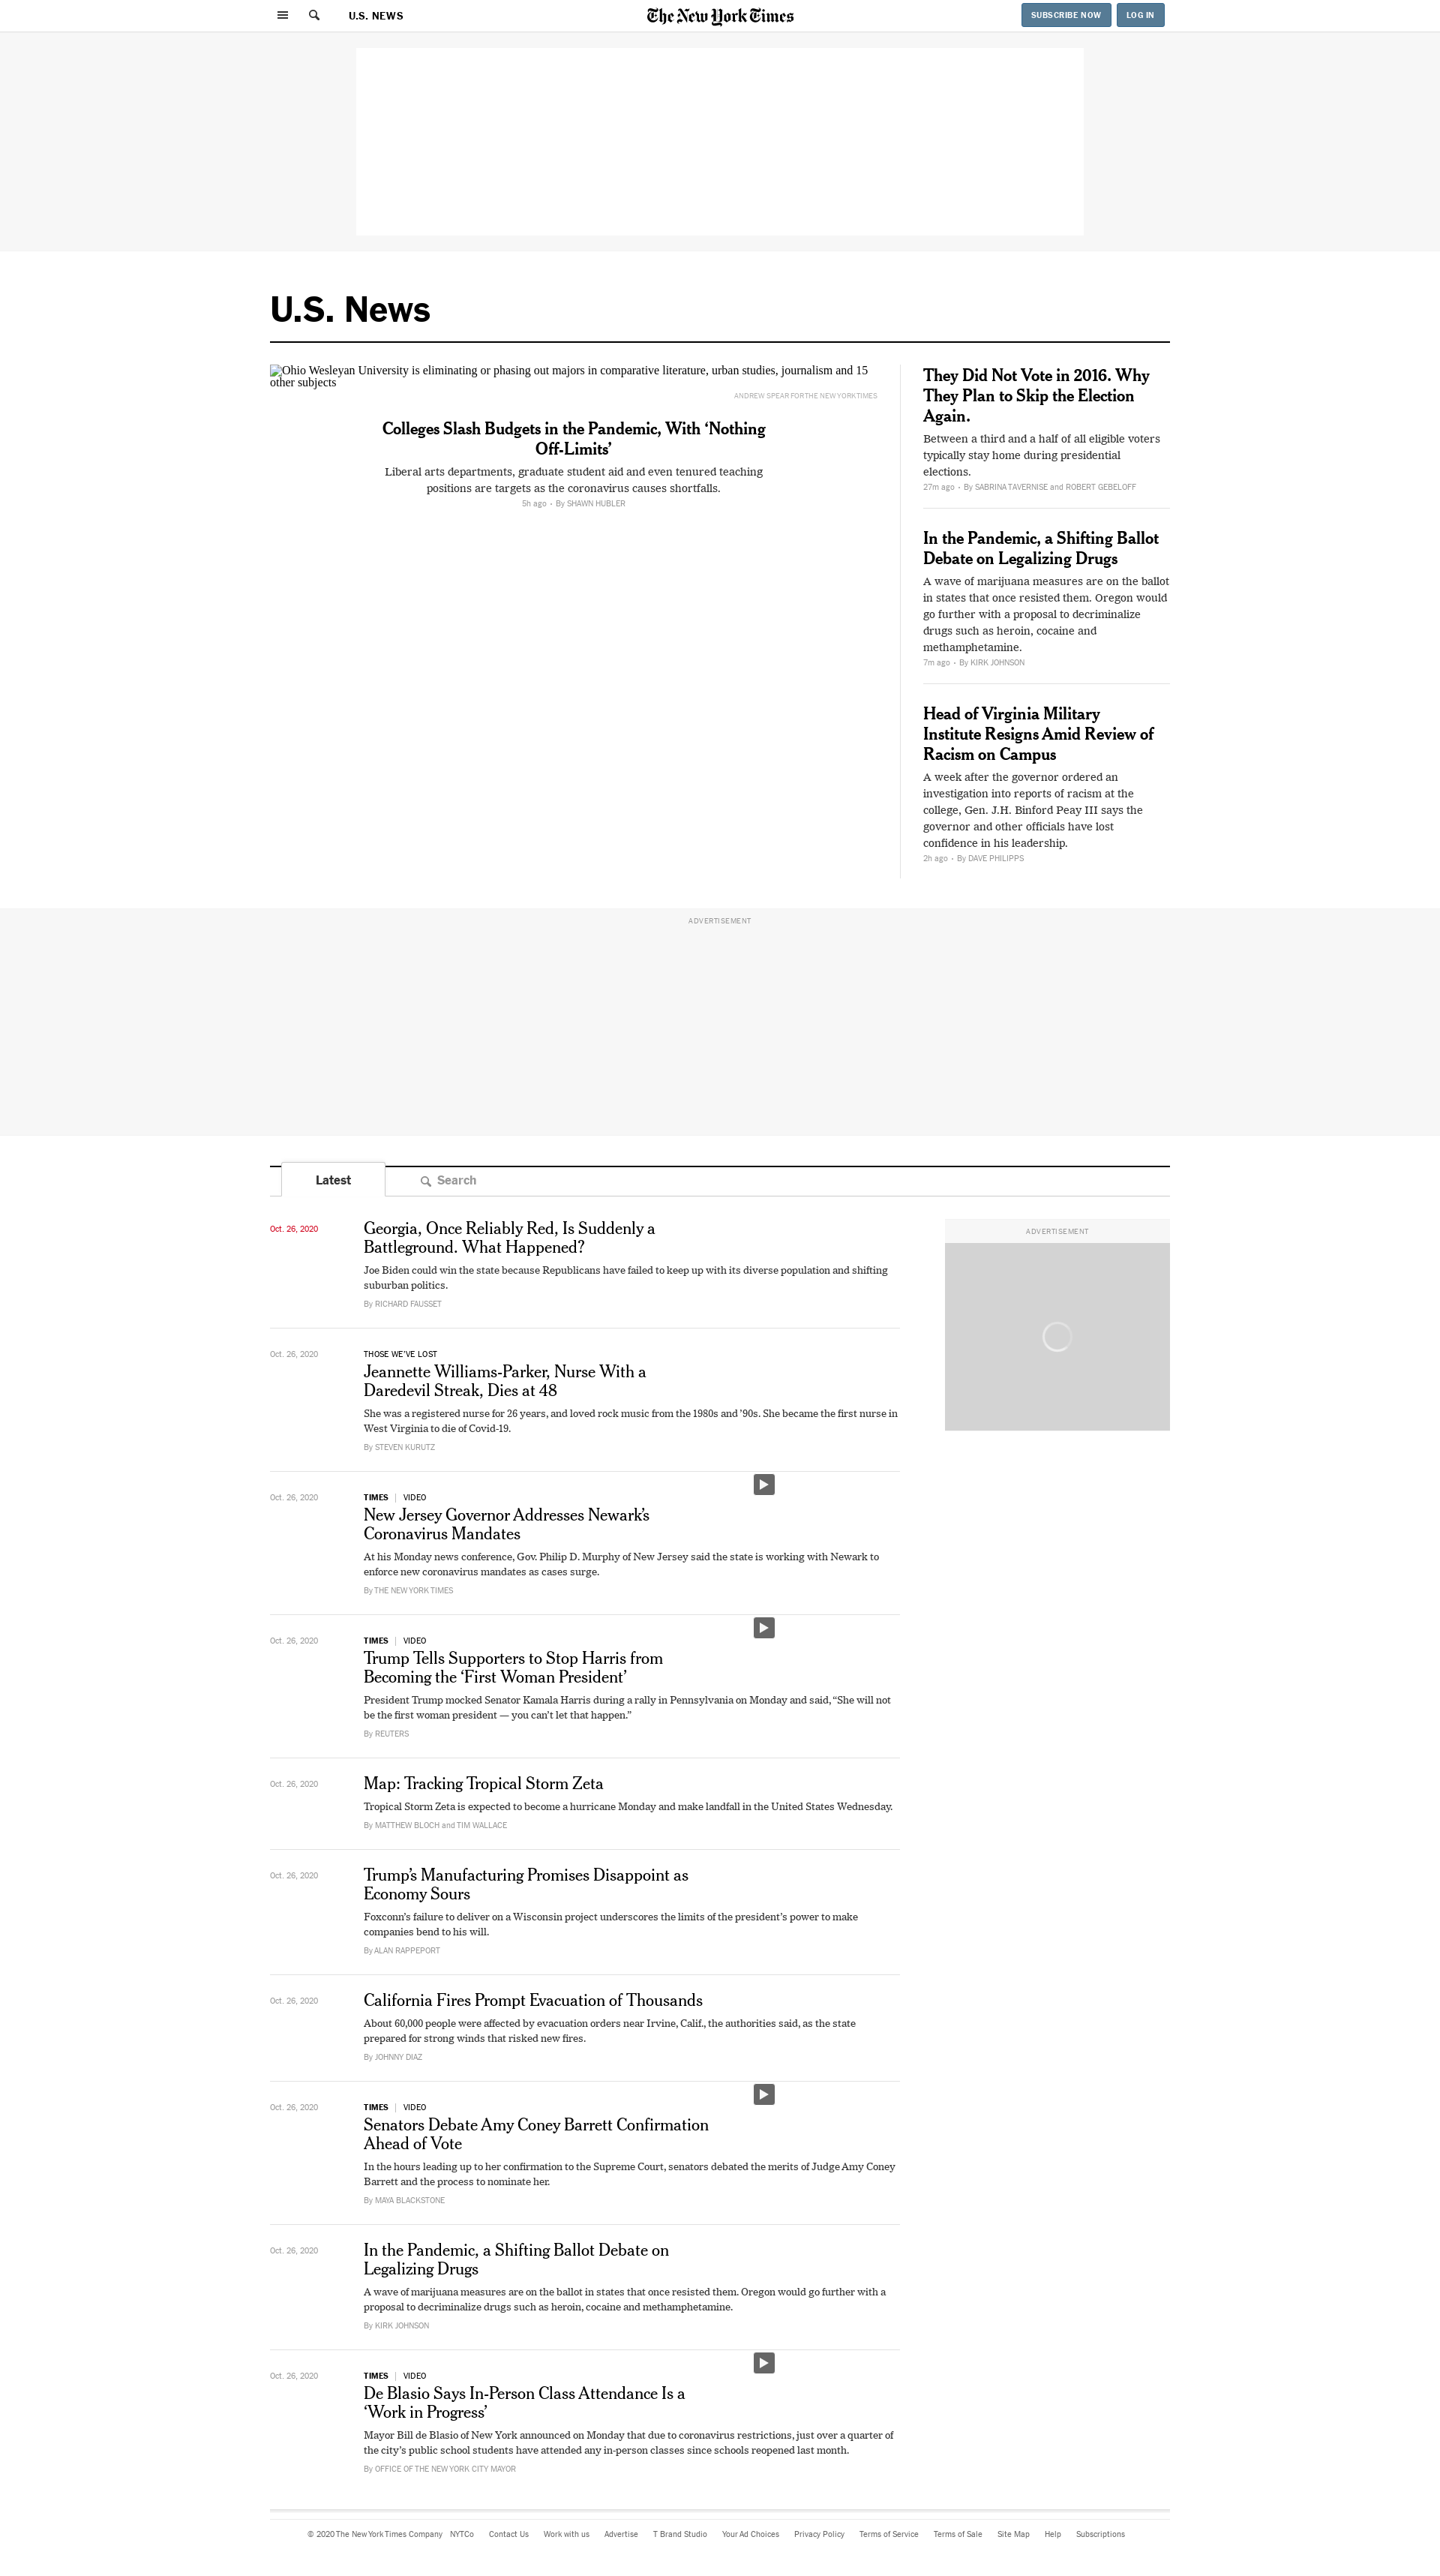 U.S. NEWS
The New York Times
SUBSCRIBE NOW
LOG IN
U.S. News
Ohio Wesleyan University is eliminating or phasing out majors in comparative literature, urban studies, journalism and 15
other subjects
ANDREW SPEAR FOR THE NEW YORK TIMES
Colleges Slash Budgets in the Pandemic, With ‘Nothing
Off-Limits’
Liberal arts departments, graduate student aid and even tenured teaching
positions are targets as the coronavirus causes shortfalls.
5h ago • By SHAWN HUBLER
They Did Not Vote in 2016. Why
They Plan to Skip the Election
Again.
Between a third and a half of all eligible voters
typically stay home during presidential
elections.
27m ago • By SABRINA TAVERNISE and ROBERT GEBELOFF
In the Pandemic, a Shifting Ballot
Debate on Legalizing Drugs
A wave of marijuana measures are on the ballot
in states that once resisted them. Oregon would
go further with a proposal to decriminalize
drugs such as heroin, cocaine and
methamphetamine.
7m ago • By KIRK JOHNSON
Head of Virginia Military
Institute Resigns Amid Review of
Racism on Campus
A week after the governor ordered an
investigation into reports of racism at the
college, Gen. J.H. Binford Peay III says the
governor and other officials have lost
confidence in his leadership.
2h ago • By DAVE PHILIPPS
ADVERTISEMENT
Latest
Search
Oct. 26, 2020
Georgia, Once Reliably Red, Is Suddenly a
Battleground. What Happened?
Joe Biden could win the state because Republicans have failed to keep up with its diverse population and shifting
suburban politics.
By RICHARD FAUSSET
ADVERTISEMENT
Oct. 26, 2020
THOSE WE’VE LOST
Jeannette Williams-Parker, Nurse With a
Daredevil Streak, Dies at 48
She was a registered nurse for 26 years, and loved rock music from the 1980s and ’90s. She became the first nurse in
West Virginia to die of Covid-19.
By STEVEN KURUTZ
Oct. 26, 2020
TIMES | VIDEO
New Jersey Governor Addresses Newark’s
Coronavirus Mandates
At his Monday news conference, Gov. Philip D. Murphy of New Jersey said the state is working with Newark to
enforce new coronavirus mandates as cases surge.
By THE NEW YORK TIMES
Oct. 26, 2020
TIMES | VIDEO
Trump Tells Supporters to Stop Harris from
Becoming the ‘First Woman President’
President Trump mocked Senator Kamala Harris during a rally in Pennsylvania on Monday and said, “She will not
be the first woman president — you can’t let that happen.”
By REUTERS
Oct. 26, 2020
Map: Tracking Tropical Storm Zeta
Tropical Storm Zeta is expected to become a hurricane Monday and make landfall in the United States Wednesday.
By MATTHEW BLOCH and TIM WALLACE
Oct. 26, 2020
Trump’s Manufacturing Promises Disappoint as
Economy Sours
Foxconn’s failure to deliver on a Wisconsin project underscores the limits of the president’s power to make
companies bend to his will.
By ALAN RAPPEPORT
Oct. 26, 2020
California Fires Prompt Evacuation of Thousands
About 60,000 people were affected by evacuation orders near Irvine, Calif., the authorities said, as the state
prepared for strong winds that risked new fires.
By JOHNNY DIAZ
Oct. 26, 2020
TIMES | VIDEO
Senators Debate Amy Coney Barrett Confirmation
Ahead of Vote
In the hours leading up to her confirmation to the Supreme Court, senators debated the merits of Judge Amy Coney
Barrett and the process to nominate her.
By MAYA BLACKSTONE
Oct. 26, 2020
In the Pandemic, a Shifting Ballot Debate on
Legalizing Drugs
A wave of marijuana measures are on the ballot in states that once resisted them. Oregon would go further with a
proposal to decriminalize drugs such as heroin, cocaine and methamphetamine.
By KIRK JOHNSON
Oct. 26, 2020
TIMES | VIDEO
De Blasio Says In-Person Class Attendance Is a
‘Work in Progress’
Mayor Bill de Blasio of New York announced on Monday that due to coronavirus restrictions, just over a quarter of
the city’s public school students have attended any in-person classes since schools reopened last month.
By OFFICE OF THE NEW YORK CITY MAYOR
© 2020 The New York Times Company NYTCo Contact Us Work with us Advertise T Brand Studio Your Ad Choices Privacy Policy Terms of Service Terms of Sale Site Map Help Subscriptions